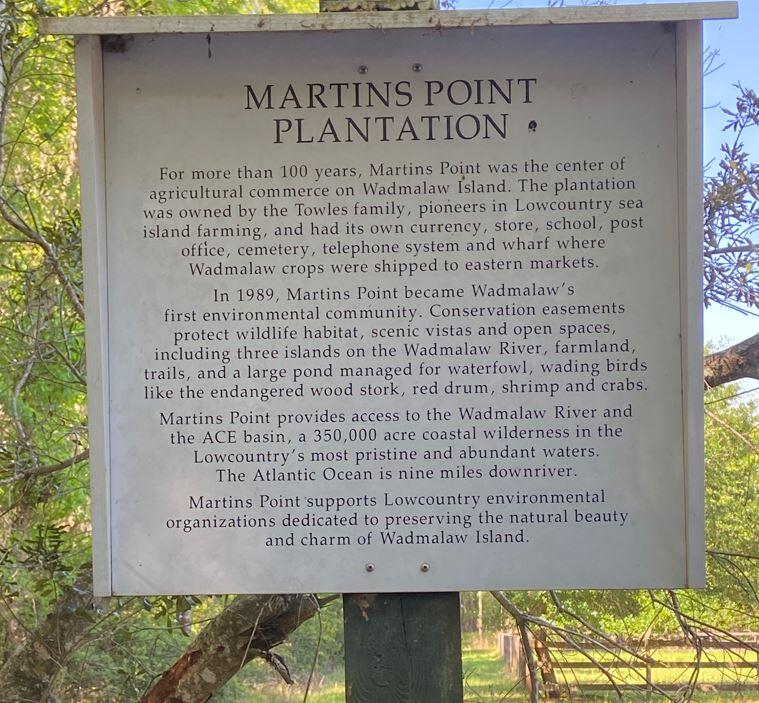 MARTINS POINT
PLANTATION
For more than 100 years, Martins Point was the center of
agricultural commerce on Wadmalaw Island. The plantation
was owned by the Towles family, pioneers in Lowcountry sea
island farming, and had its own currency, store, school, post
office, cemetery, telephone system and wharf where
Wadmalaw crops were shipped to eastern markets.
In 1989, Martins Point became Wadmalaw's
first environmental community. Conservation easements
protect wildlife habitat, scenic vistas and open spaces,
including three islands on the Wadmalaw River, farmland,
trails, and a large pond managed for waterfowl, wading birds
like the endangered wood stork, red drum, shrimp and crabs.
Martins Point provides access to the Wadmalaw River and
the ACE basin, a 350,000 acre coastal wilderness in the
Lowcountry's most pristine and abundant waters.
The Atlantic Ocean is nine miles downriver.
Martins Point supports Lowcountry environmental
organizations dedicated to preserving the natural beauty
and charm of Wadmalaw Island.